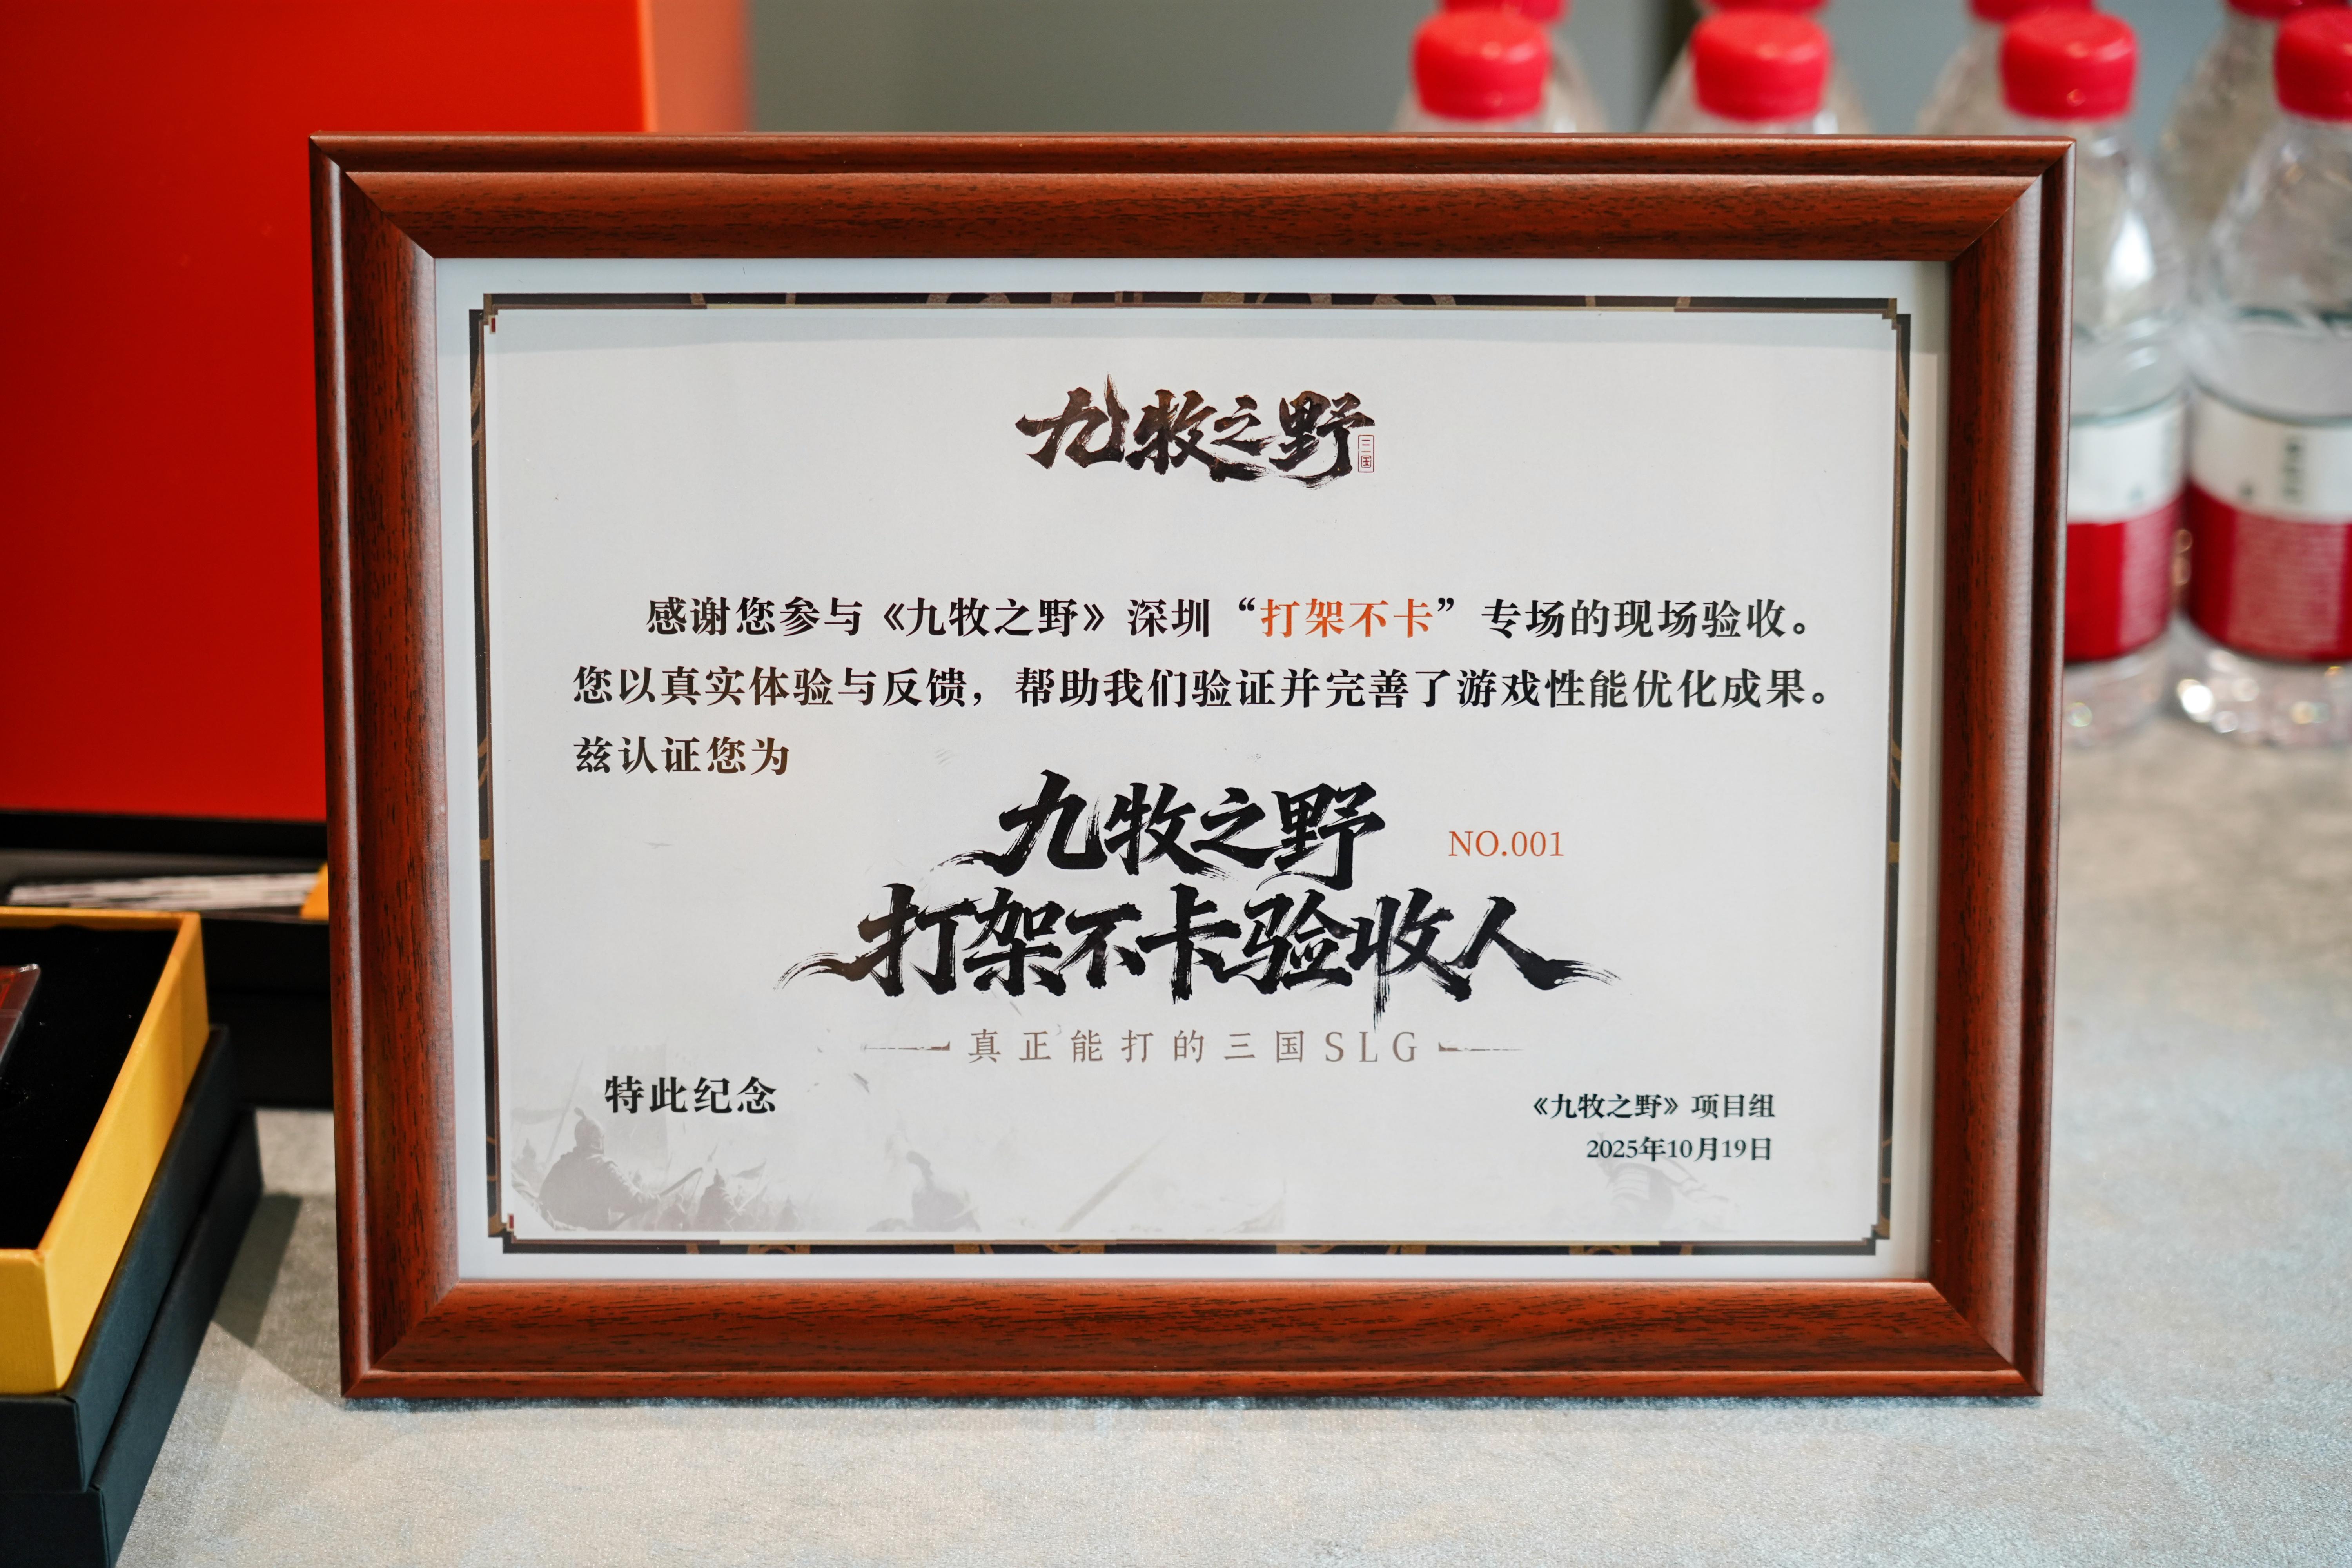 九牧之野
三国
感谢您参与《九牧之野》深圳“打架不卡”专场的现场验收。
您以真实体验与反馈，帮助我们验证并完善了游戏性能优化成果。
兹认证您为
九牧之野
NO.001
打架不卡验收人
真正能打的三国SLG
特此纪念
《九牧之野》项目组
2025年10月19日